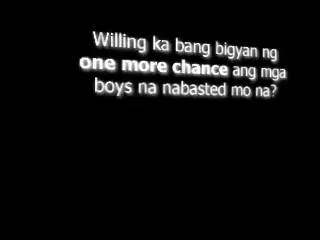 Willing ka bang bigyan ng
one more chance ang mga
boys na nabasted mo na?